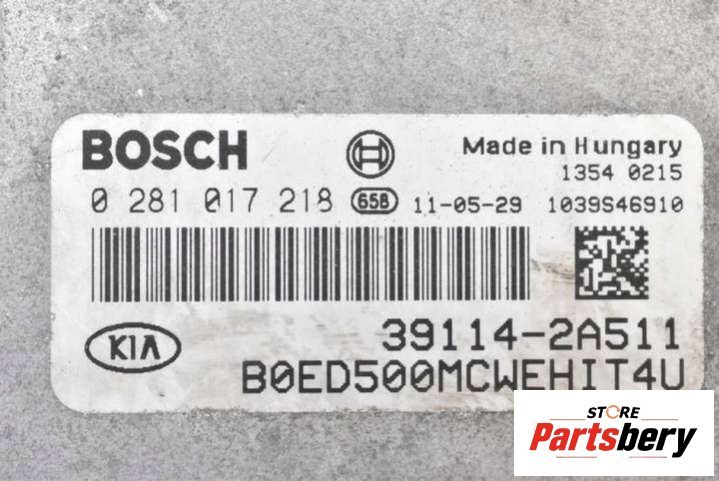 BOSCH Made in Hungary
1354 0215
0 281 017 218 65B 11-05-29 1039S46910
39114-2A511
KIA
B0ED500MCWEHIT4U
STORE
Partsbery